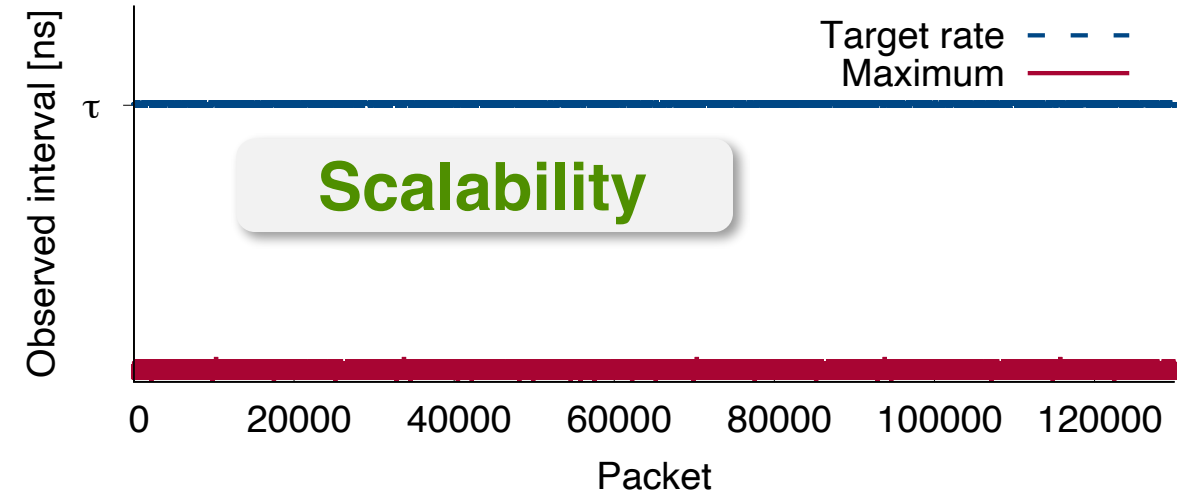 Target rate
Maximum
Observed interval [ns]
τ
Scalability
0 20000 40000 60000 80000 100000 120000
Packet